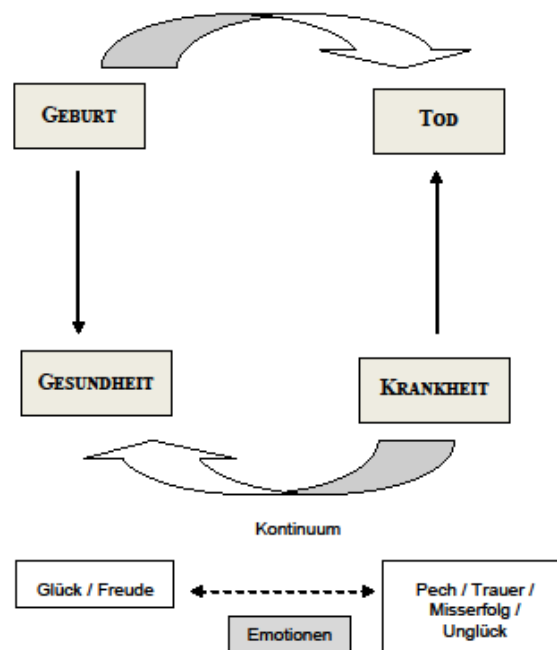 GEBURT
TOD
GESUNDHEIT
KRANKHEIT
Kontinuum
Glück / Freude
Pech / Trauer /
Misserfolg /
Unglück
Emotionen